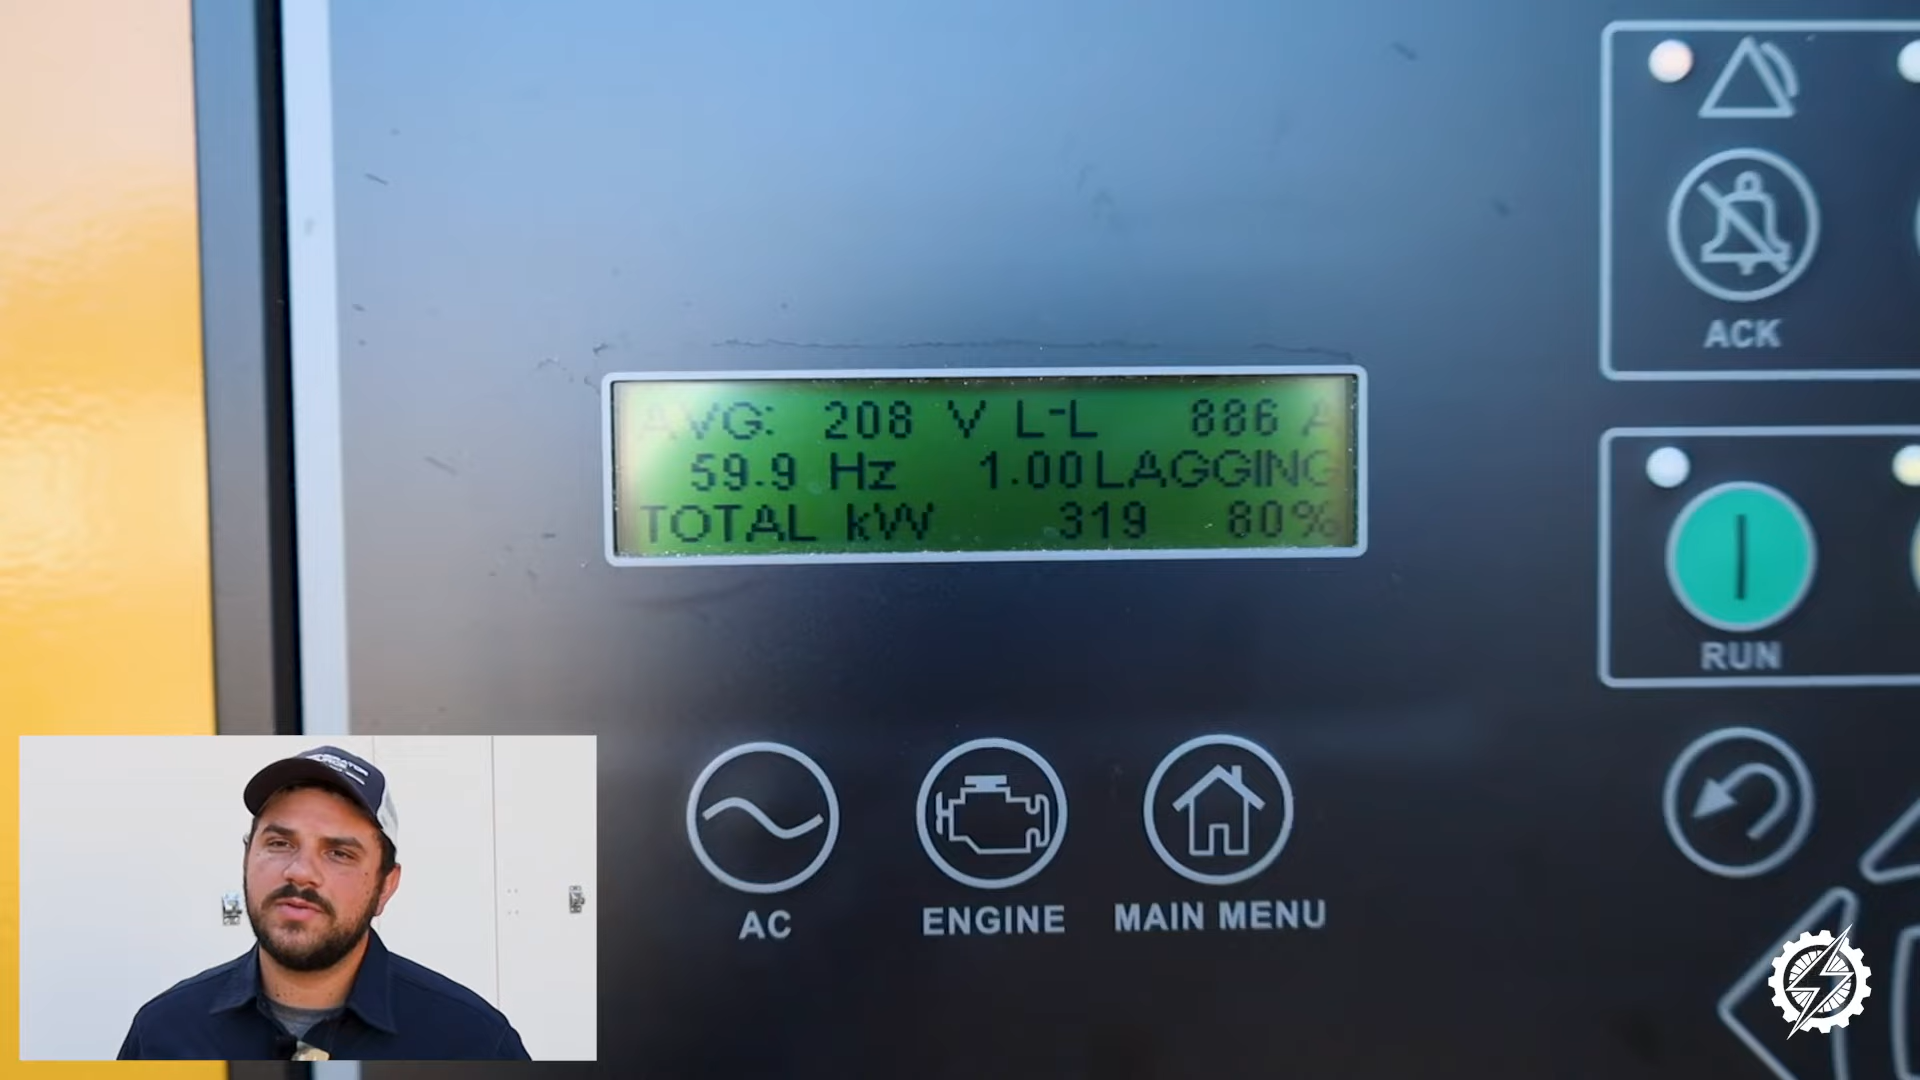 AVG: 208 V L-L 886 A
59.9 Hz 1.00 LAGGING
TOTAL kW 319 80%
ACK
RUN
AC
ENGINE
MAIN MENU